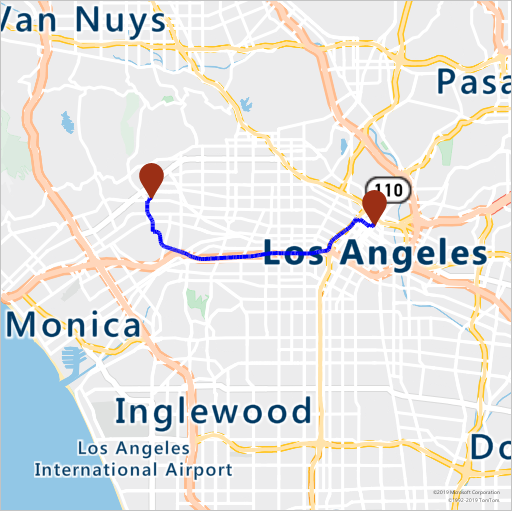 Van Nuys
Pasa
110
Los Angeles
Monica
Inglewood
Los Angeles
International Airport
Do
©2019 Microsoft Corporation
©1992-2019 TomTom